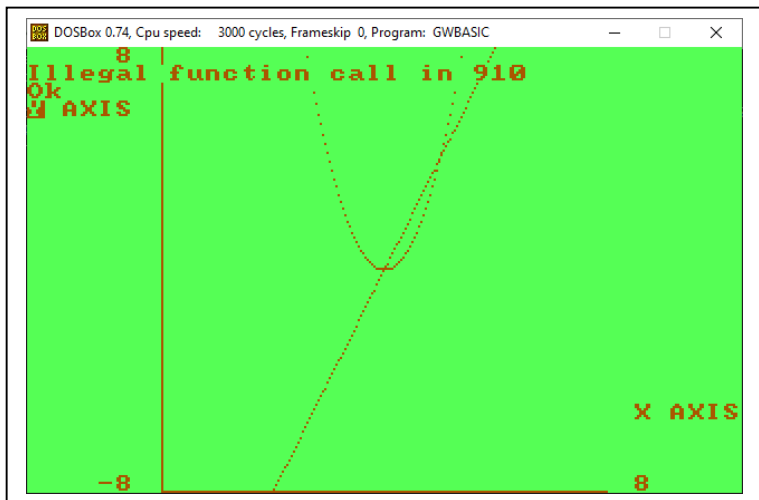 DOSBox 0.74, Cpu speed: 3000 cycles, Frameskip 0, Program: GWBASIC
8
Illegal function call in 910
Ok
Y AXIS
X AXIS
-8
8